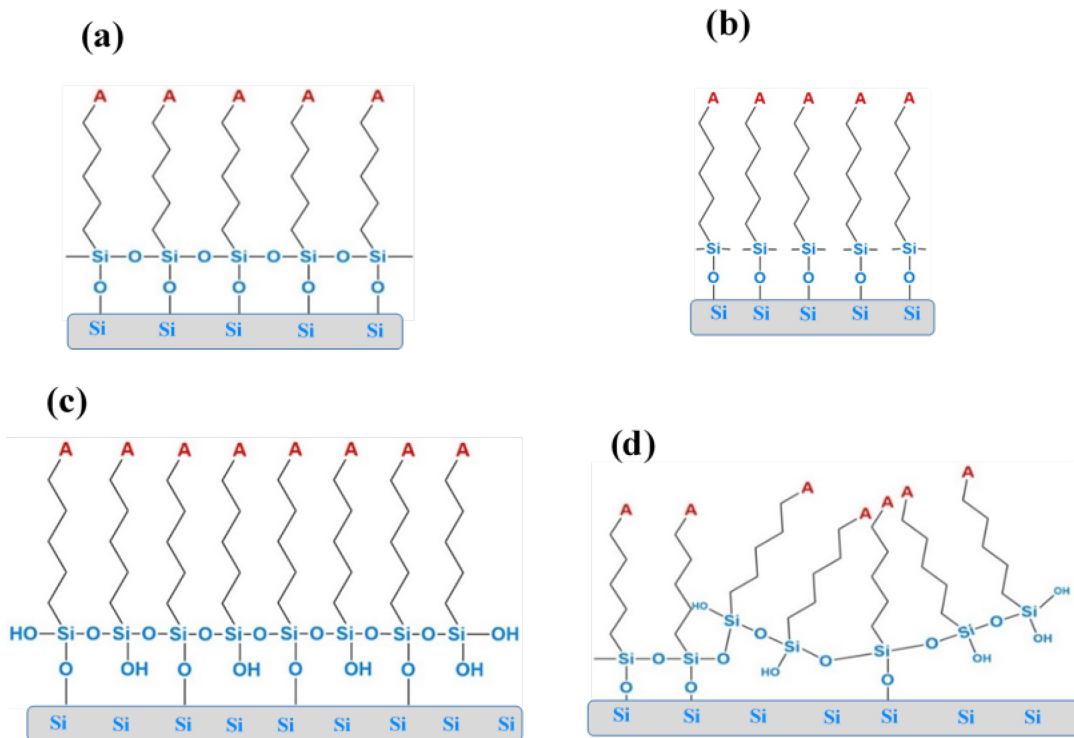 (a)
A A A A A
Si O Si O Si O Si O Si
O O O O O
Si Si Si Si Si
(b)
A A A A A
Si Si Si Si Si
O O O O O
Si Si Si Si Si
(c)
A A A A A A A A
HO Si O Si O Si O Si O Si O Si O Si O Si OH
O OH O OH O OH O OH
Si Si Si Si Si Si Si Si Si
(d)
A
A
A A A A A
HO Si O Si OH
Si O Si O Si O Si O Si O OH
HO OH
O O O
Si Si Si Si Si Si Si